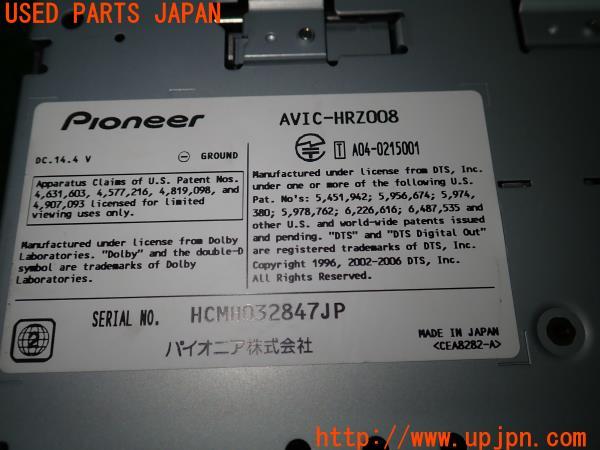 USED PARTS JAPAN
Pioneer
AVIC-HRZ008
DC.14.4 V
⊖ GROUND
T A04-0215001
Apparatus Claims of U.S. Patent Nos.
4,631,603, 4,577,216, 4,819,098, and
4,907,093 licensed for limited
viewing uses only.
Manufactured under license from Dolby
Laboratories. "Dolby" and the double-D
symbol are trademarks of Dolby
Laboratories.
Manufactured under license from DTS, Inc.
under one or more of the following U.S.
Pat. No's: 5,451,942; 5,956,674; 5,974,
380; 5,978,762; 6,226,616; 6,487,535 and
other U.S. and world-wide patents issued
and pending. "DTS" and "DTS Digital Out"
are registered trademarks of DTS, Inc.
Copyright 1996, 2002-2006 DTS, Inc.
All Rights Reserved.
SERIAL NO. HCMH032847JP
2
パイオニア株式会社
MADE IN JAPAN
<CEA8282-A>
UPJ
http://www.upjpn.com